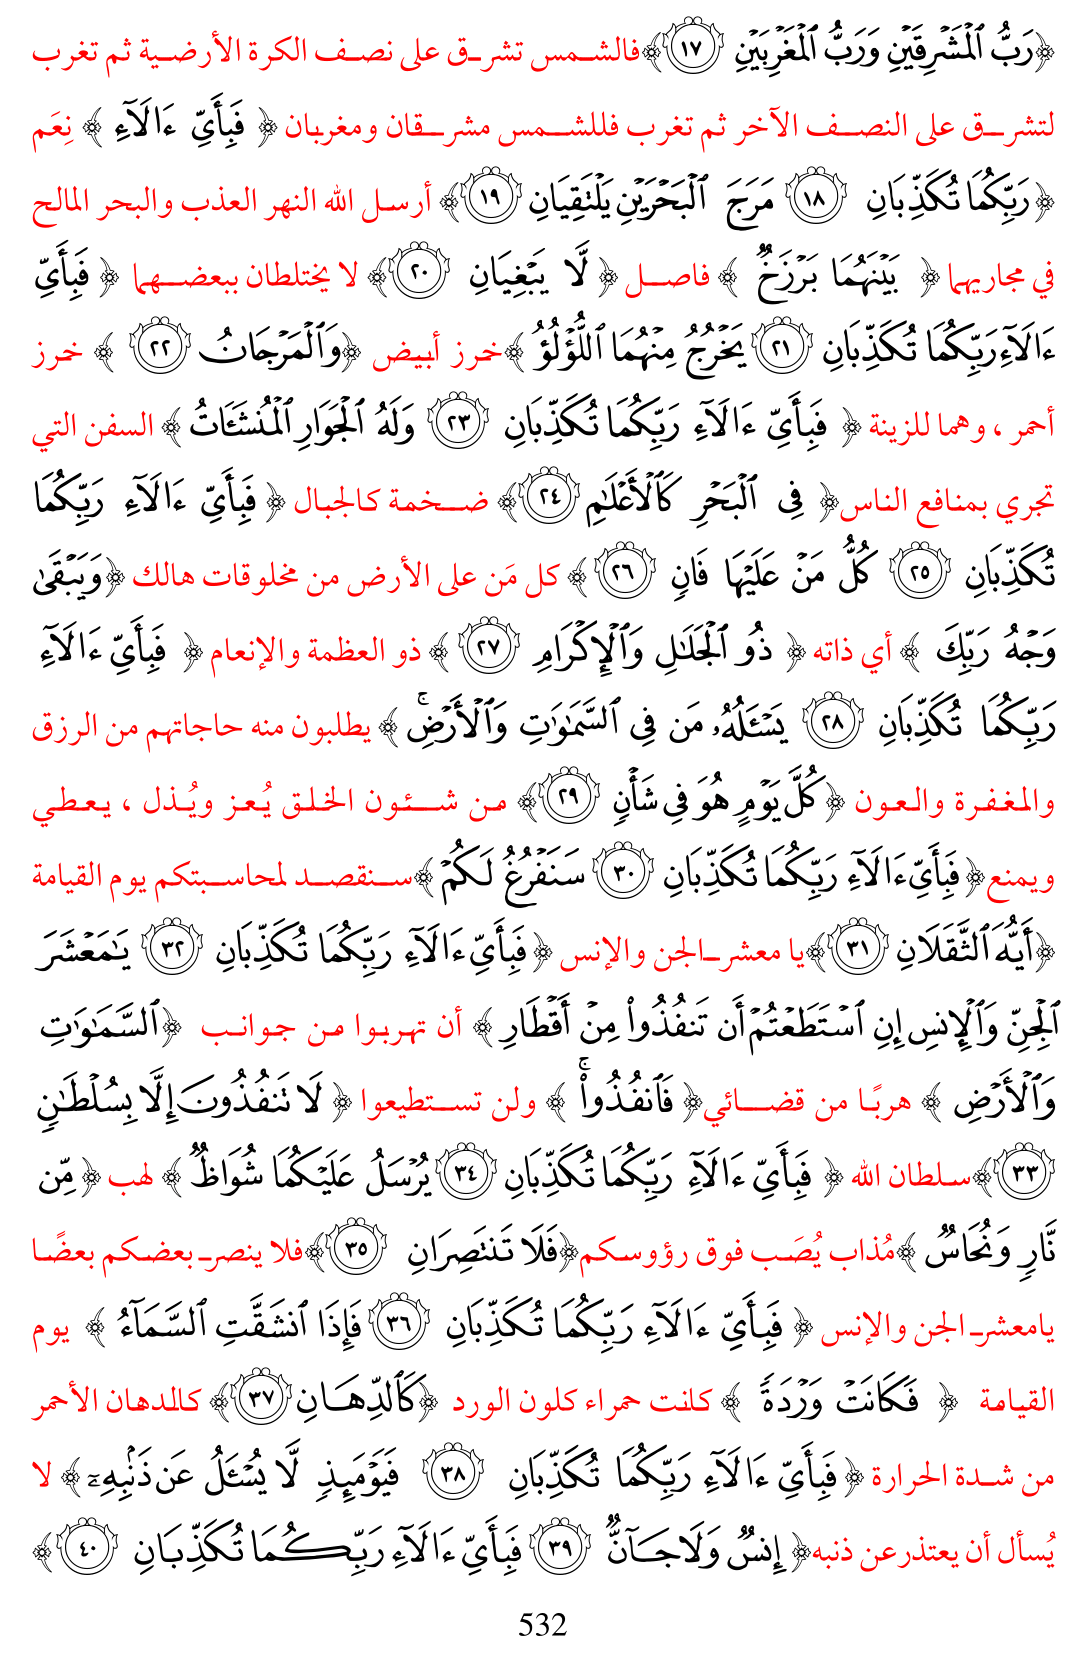 ﴿رَبُّ ٱلْمَشْرِقَيْنِ وَرَبُّ ٱلْمَغْرِبَيْنِ ١٧﴾ فالشمس تشرق على نصف الكرة الأرضية ثم تغرب
لتشرق على النصف الآخر ثم تغرب فللشمس مشرقان ومغربان ﴿ فَبِأَىِّ ءَالَآءِ ﴾ نِعَم
﴿رَبِّكُمَا تُكَذِّبَانِ ١٨ مَرَجَ ٱلْبَحْرَيْنِ يَلْتَقِيَانِ ١٩﴾ أرسل الله النهر العذب والبحر المالح
في مجاريهما ﴿ بَيْنَهُمَا بَرْزَخٌ ﴾ فاصل ﴿ لَّا يَبْغِيَانِ ٢٠﴾ لا يختلطان ببعضهما ﴿ فَبِأَىِّ
ءَالَآءِ رَبِّكُمَا تُكَذِّبَانِ ٢١ يَخْرُجُ مِنْهُمَا ٱللُّؤْلُؤُ ﴾ خرز أبيض ﴿وَٱلْمَرْجَانُ ٢٢ ﴾ خرز
أحمر ، وهما للزينة ﴿ فَبِأَىِّ ءَالَآءِ رَبِّكُمَا تُكَذِّبَانِ ٢٣ وَلَهُ ٱلْجَوَارِ ٱلْمُنشَـَٔاتُ ﴾ السفن التي
تجري بمنافع الناس﴿ فِى ٱلْبَحْرِ كَٱلْأَعْلَٰمِ ٢٤﴾ ضخمة كالجبال ﴿ فَبِأَىِّ ءَالَآءِ رَبِّكُمَا
تُكَذِّبَانِ ٢٥ كُلُّ مَنْ عَلَيْهَا فَانٍ ٢٦ ﴾ كل مَن على الأرض من مخلوقات هالك ﴿وَيَبْقَىٰ
وَجْهُ رَبِّكَ ﴾ أي ذاته ﴿ ذُو ٱلْجَلَٰلِ وَٱلْإِكْرَامِ ٢٧ ﴾ ذو العظمة والإنعام ﴿ فَبِأَىِّ ءَالَآءِ
رَبِّكُمَا تُكَذِّبَانِ ٢٨ يَسْـَٔلُهُۥ مَن فِى ٱلسَّمَٰوَٰتِ وَٱلْأَرْضِ ۚ ﴾ يطلبون منه حاجاتهم من الرزق
والمغفرة والعون ﴿كُلَّ يَوْمٍ هُوَ فِى شَأْنٍ ٢٩﴾ من شئون الخلق يُعز ويُذل ، يعطي
ويمنع﴿ فَبِأَىِّ ءَالَآءِ رَبِّكُمَا تُكَذِّبَانِ ٣٠ سَنَفْرُغُ لَكُمْ ﴾سنقصد لمحاسبتكم يوم القيامة
﴿أَيُّهَ ٱلثَّقَلَانِ ٣١﴾يا معشر الجن والإنس ﴿ فَبِأَىِّ ءَالَآءِ رَبِّكُمَا تُكَذِّبَانِ ٣٢ يَٰمَعْشَرَ
ٱلْجِنِّ وَٱلْإِنسِ إِنِ ٱسْتَطَعْتُمْ أَن تَنفُذُوا۟ مِنْ أَقْطَارِ ﴾ أن تهربوا من جوانب ﴿ٱلسَّمَٰوَٰتِ
وَٱلْأَرْضِ ﴾ هربًا من قضائي﴿ فَٱنفُذُوا۟ ۚ ﴾ ولن تستطيعوا ﴿ لَا تَنفُذُونَ إِلَّا بِسُلْطَٰنٍ
٣٣﴾سلطان الله ﴿ فَبِأَىِّ ءَالَآءِ رَبِّكُمَا تُكَذِّبَانِ ٣٤ يُرْسَلُ عَلَيْكُمَا شُوَاظٌ ﴾ لهب ﴿ مِّن
نَّارٍ وَنُحَاسٌ ﴾مُذاب يُصَب فوق رؤوسكم﴿فَلَا تَنتَصِرَانِ ٣٥﴾فلا ينصر بعضكم بعضًا
يامعشر الجن والإنس ﴿ فَبِأَىِّ ءَالَآءِ رَبِّكُمَا تُكَذِّبَانِ ٣٦ فَإِذَا ٱنشَقَّتِ ٱلسَّمَآءُ ﴾ يوم
القيامة ﴿ فَكَانَتْ وَرْدَةً ﴾ كانت حمراء كلون الورد ﴿كَٱلدِّهَانِ ٣٧﴾ كالدهان الأحمر
من شدة الحرارة ﴿ فَبِأَىِّ ءَالَآءِ رَبِّكُمَا تُكَذِّبَانِ ٣٨ فَيَوْمَئِذٍ لَّا يُسْـَٔلُ عَن ذَنۢبِهِۦٓ ﴾ لا
يُسأل أن يعتذرعن ذنبه﴿ إِنسٌ وَلَا جَآنٌّ ٣٩ فَبِأَىِّ ءَالَآءِ رَبِّكُمَا تُكَذِّبَانِ ٤٠ ﴾
532